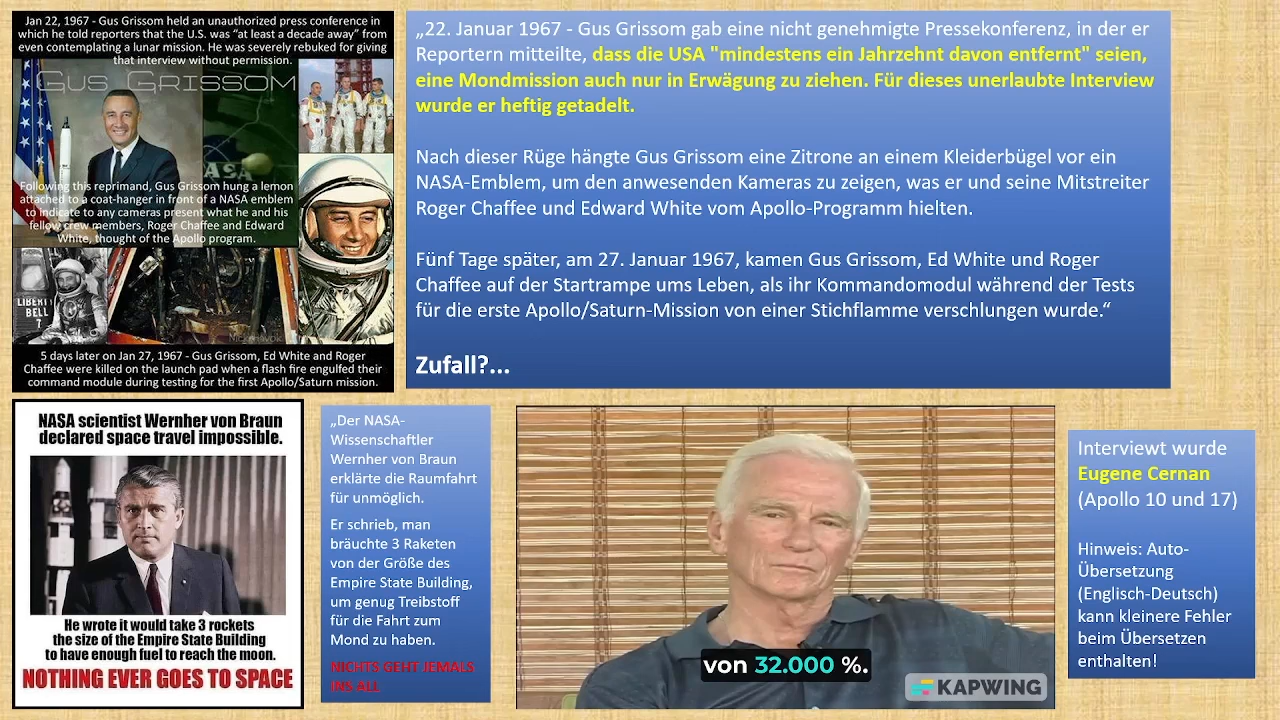 Jan 22, 1967 - Gus Grissom held an unauthorized press conference in
which he told reporters that the U.S. was "at least a decade away" from
even contemplating a lunar mission. He was severely rebuked for giving
that interview without permission.
GUS GRISSOM
NASA
Following this reprimand, Gus Grissom hung a lemon
attached to a coat-hanger in front of a NASA emblem
to indicate to any cameras present what he and his
fellow crew members, Roger Chaffee and Edward
White, thought of the Apollo program.
LIBERTY
BELL
7
5 days later on Jan 27, 1967 - Gus Grissom, Ed White and Roger
Chaffee were killed on the launch pad when a flash fire engulfed their
command module during testing for the first Apollo/Saturn mission.
„22. Januar 1967 - Gus Grissom gab eine nicht genehmigte Pressekonferenz, in der er
Reportern mitteilte, dass die USA "mindestens ein Jahrzehnt davon entfernt" seien,
eine Mondmission auch nur in Erwägung zu ziehen. Für dieses unerlaubte Interview
wurde er heftig getadelt.
Nach dieser Rüge hängte Gus Grissom eine Zitrone an einem Kleiderbügel vor ein
NASA-Emblem, um den anwesenden Kameras zu zeigen, was er und seine Mitstreiter
Roger Chaffee und Edward White vom Apollo-Programm hielten.
Fünf Tage später, am 27. Januar 1967, kamen Gus Grissom, Ed White und Roger
Chaffee auf der Startrampe ums Leben, als ihr Kommandomodul während der Tests
für die erste Apollo/Saturn-Mission von einer Stichflamme verschlungen wurde.“
Zufall?...
NASA scientist Wernher von Braun
declared space travel impossible.
He wrote it would take 3 rockets
the size of the Empire State Building
to have enough fuel to reach the moon.
NOTHING EVER GOES TO SPACE
„Der NASA-
Wissenschaftler
Wernher von Braun
erklärte die Raumfahrt
für unmöglich.
Er schrieb, man
bräuchte 3 Raketen
von der Größe des
Empire State Building,
um genug Treibstoff
für die Fahrt zum
Mond zu haben.
NICHTS GEHT JEMALS
INS ALL
von 32.000 %.
KAPWING
Interviewt wurde
Eugene Cernan
(Apollo 10 und 17)
Hinweis: Auto-
Übersetzung
(Englisch-Deutsch)
kann kleinere Fehler
beim Übersetzen
enthalten!